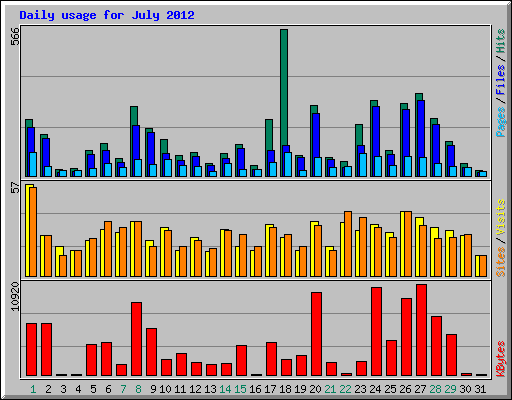 Daily usage for July 2012
566
Pages / Files / Hits
57
Sites / Visits
10920
KBytes
1 2 3 4 5 6 7 8 9 10 11 12 13 14 15 16 17 18 19 20 21 22 23 24 25 26 27 28 29 30 31